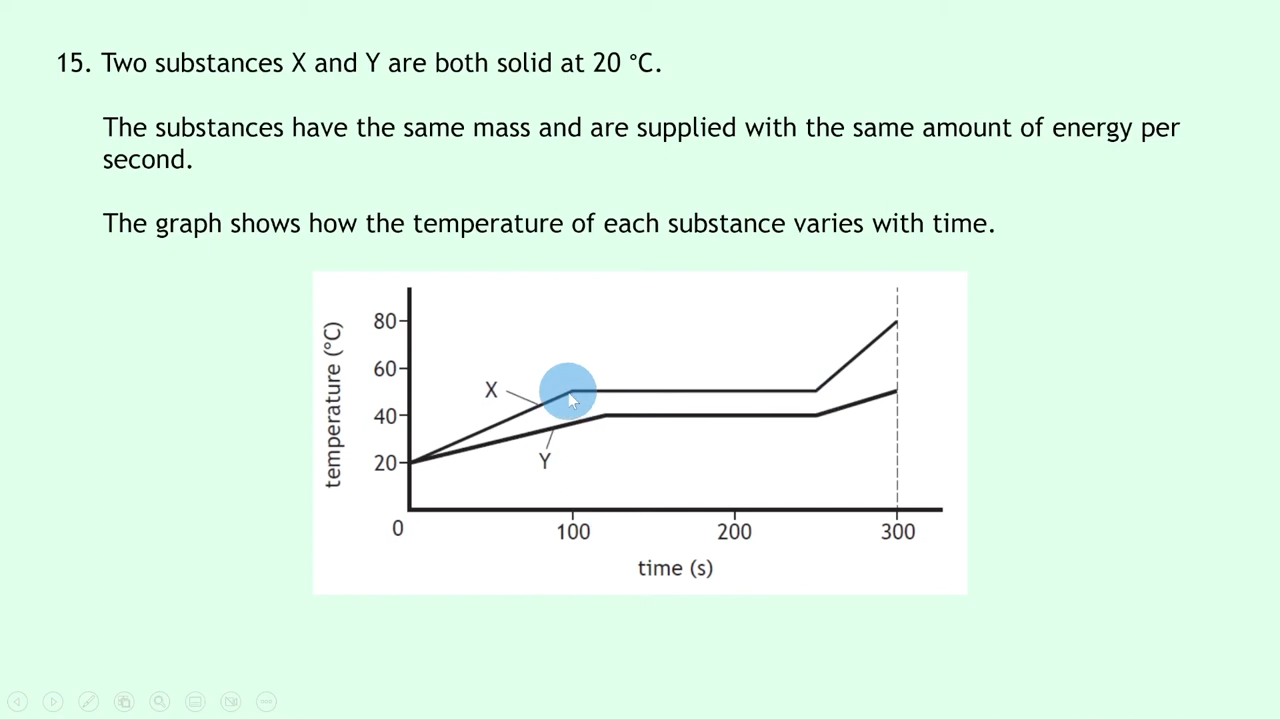 15. Two substances X and Y are both solid at 20 °C.
The substances have the same mass and are supplied with the same amount of energy per
second.
The graph shows how the temperature of each substance varies with time.
temperature (°C)
80
60
40
20
X
Y
0
100
200
300
time (s)